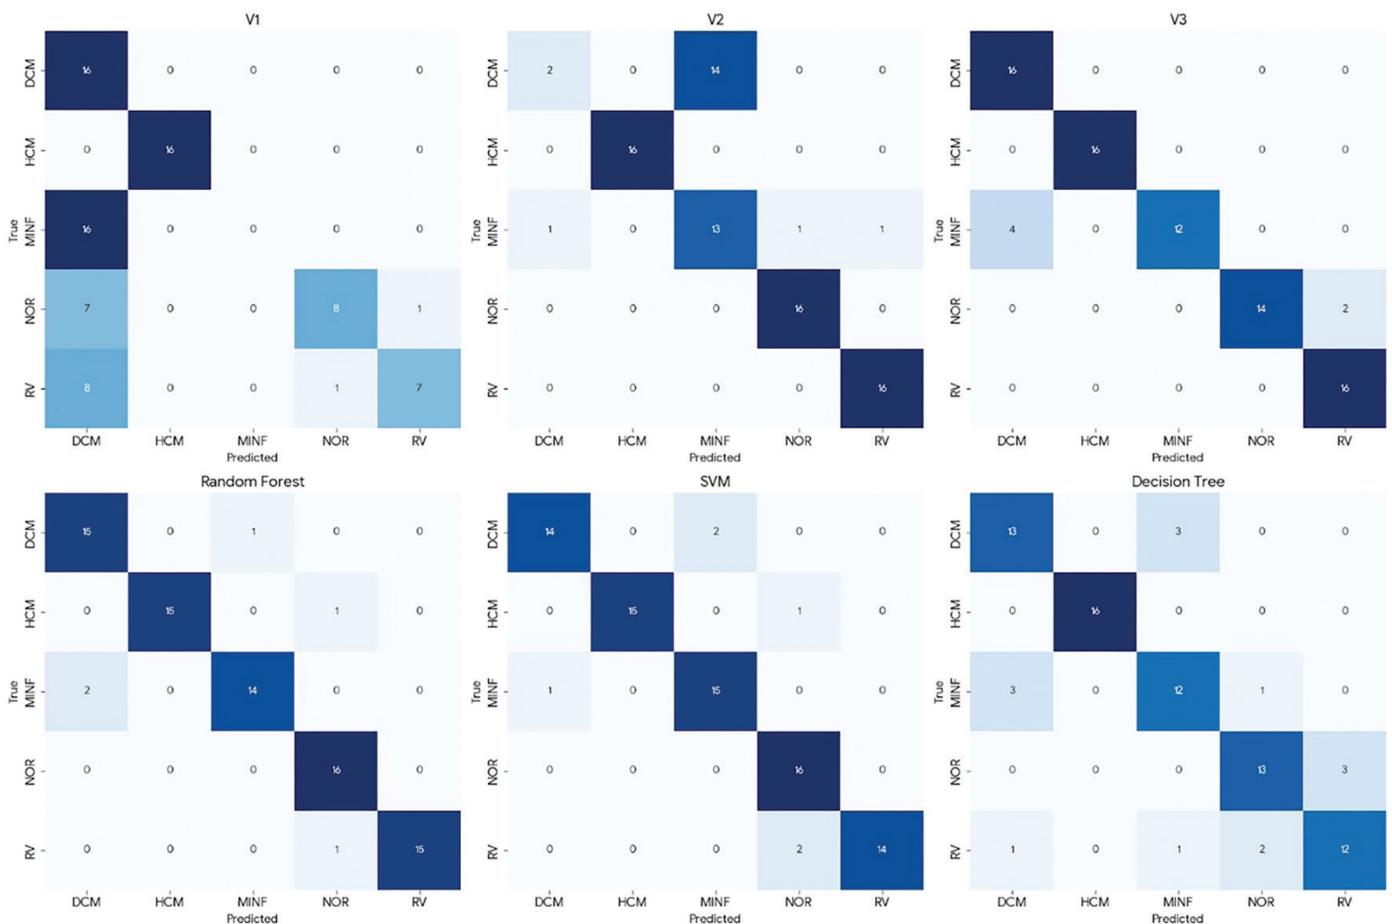 V1
DCM 16 0 0 0 0
HCM 0 16 0 0 0
MINF 16 0 0 0 0
NOR 7 0 0 8 1
RV 8 0 0 1 7
True
DCM HCM MINF NOR RV
Predicted
V2
DCM 2 0 14 0 0
HCM 0 16 0 0 0
MINF 1 0 13 1 1
NOR 0 0 0 16 0
RV 0 0 0 0 16
True
DCM HCM MINF NOR RV
Predicted
V3
DCM 16 0 0 0 0
HCM 0 16 0 0 0
MINF 4 0 12 0 0
NOR 0 0 0 14 2
RV 0 0 0 0 16
True
DCM HCM MINF NOR RV
Predicted
Random Forest
DCM 15 0 1 0 0
HCM 0 15 0 1 0
MINF 2 0 14 0 0
NOR 0 0 0 16 0
RV 0 0 0 1 15
True
DCM HCM MINF NOR RV
Predicted
SVM
DCM 14 0 2 0 0
HCM 0 15 0 1 0
MINF 1 0 15 0 0
NOR 0 0 0 16 0
RV 0 0 0 2 14
True
DCM HCM MINF NOR RV
Predicted
Decision Tree
DCM 13 0 3 0 0
HCM 0 16 0 0 0
MINF 3 0 12 1 0
NOR 0 0 0 13 3
RV 1 0 1 2 12
True
DCM HCM MINF NOR RV
Predicted